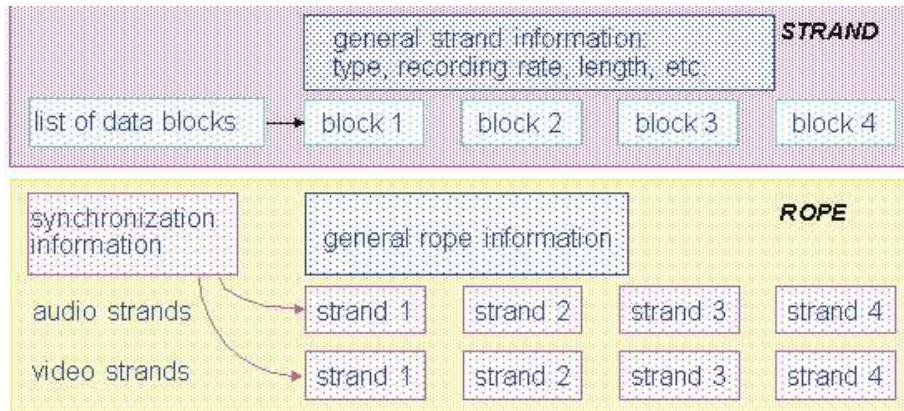 general strand information:
type, recording rate, length, etc.
STRAND
list of data blocks
block 1
block 2
block 3
block 4
synchronization
information
general rope information
ROPE
audio strands
strand 1
strand 2
strand 3
strand 4
video strands
strand 1
strand 2
strand 3
strand 4